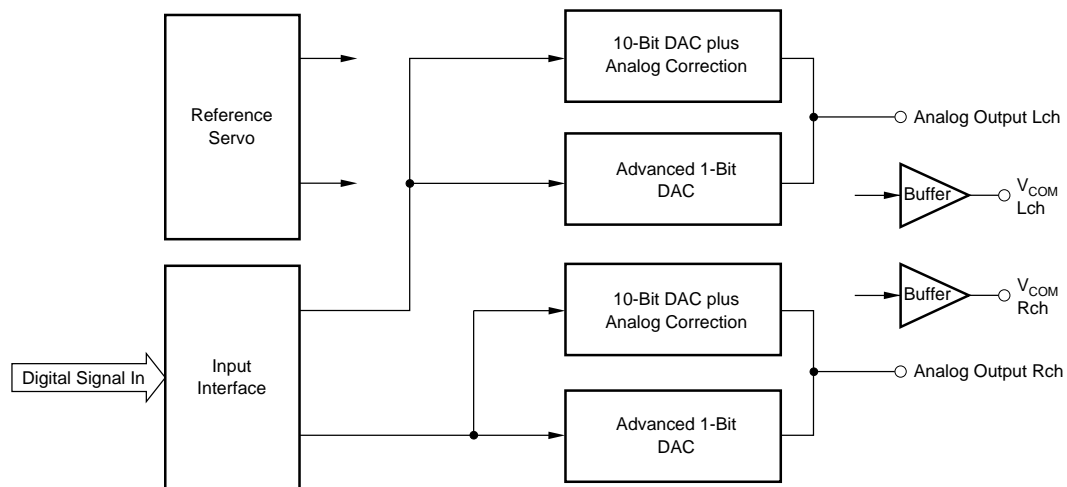 Reference
Servo
10-Bit DAC plus
Analog Correction
Analog Output Lch
Advanced 1-Bit
DAC
Buffer
VCOM
Lch
Digital Signal In
Input
Interface
10-Bit DAC plus
Analog Correction
Buffer
VCOM
Rch
Analog Output Rch
Advanced 1-Bit
DAC